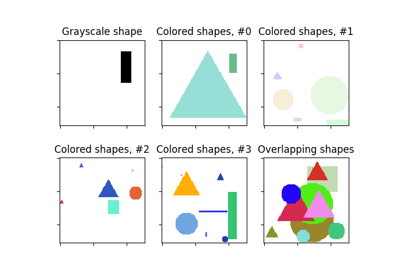 Grayscale shape
Colored shapes, #0
Colored shapes, #1
Colored shapes, #2
Colored shapes, #3
Overlapping shapes